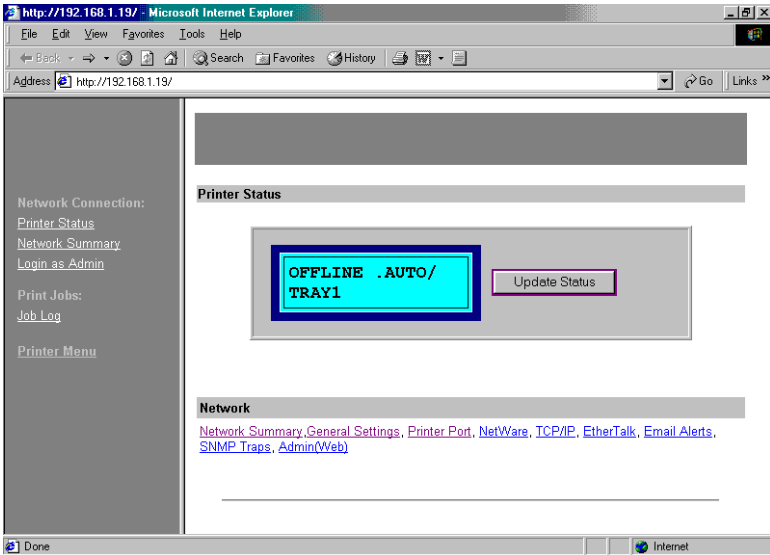 http://192.168.1.19/ - Microsoft Internet Explorer
File Edit View Favorites Tools Help
Back Search Favorites History
Address http://192.168.1.19/ Go Links »
Network Connection:
Printer Status
Network Summary
Login as Admin
Print Jobs:
Job Log
Printer Menu
Printer Status
OFFLINE .AUTO/
TRAY1
Update Status
Network
Network Summary,General Settings, Printer Port, NetWare, TCP/IP, EtherTalk, Email Alerts,
SNMP Traps, Admin(Web)
Done Internet